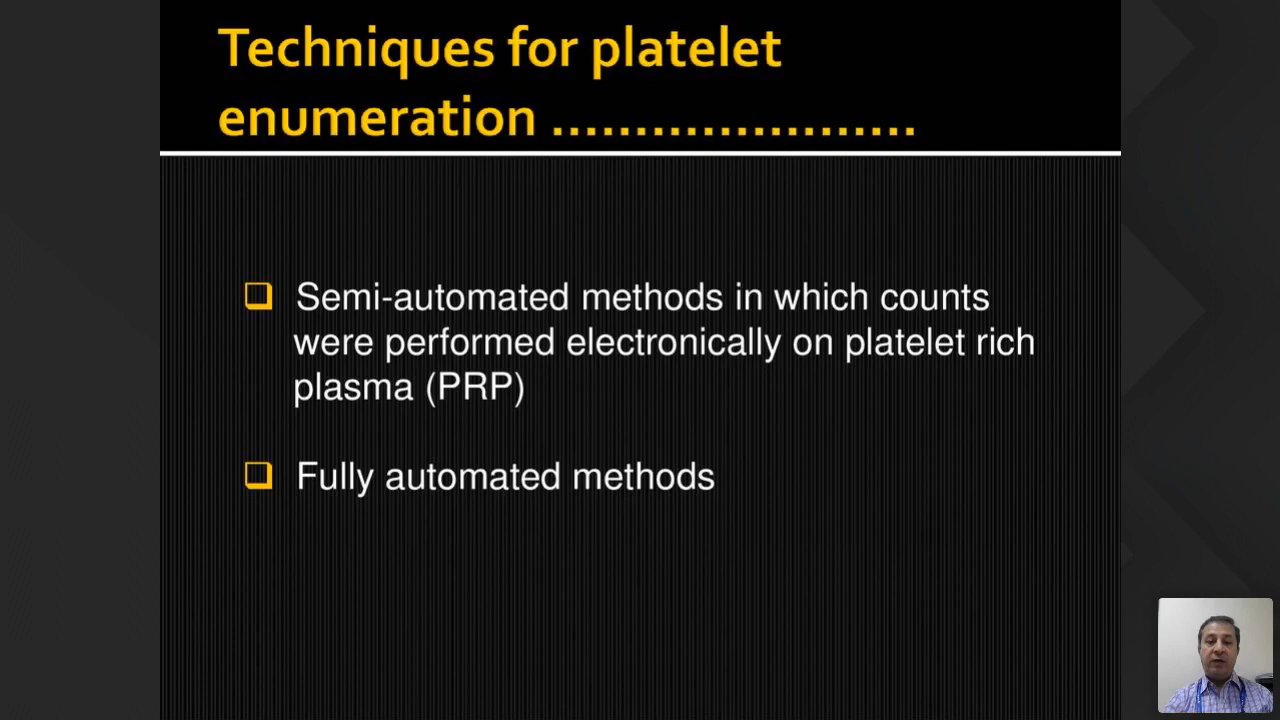 Techniques for platelet
enumeration ......................
Semi-automated methods in which counts
were performed electronically on platelet rich
plasma (PRP)
Fully automated methods